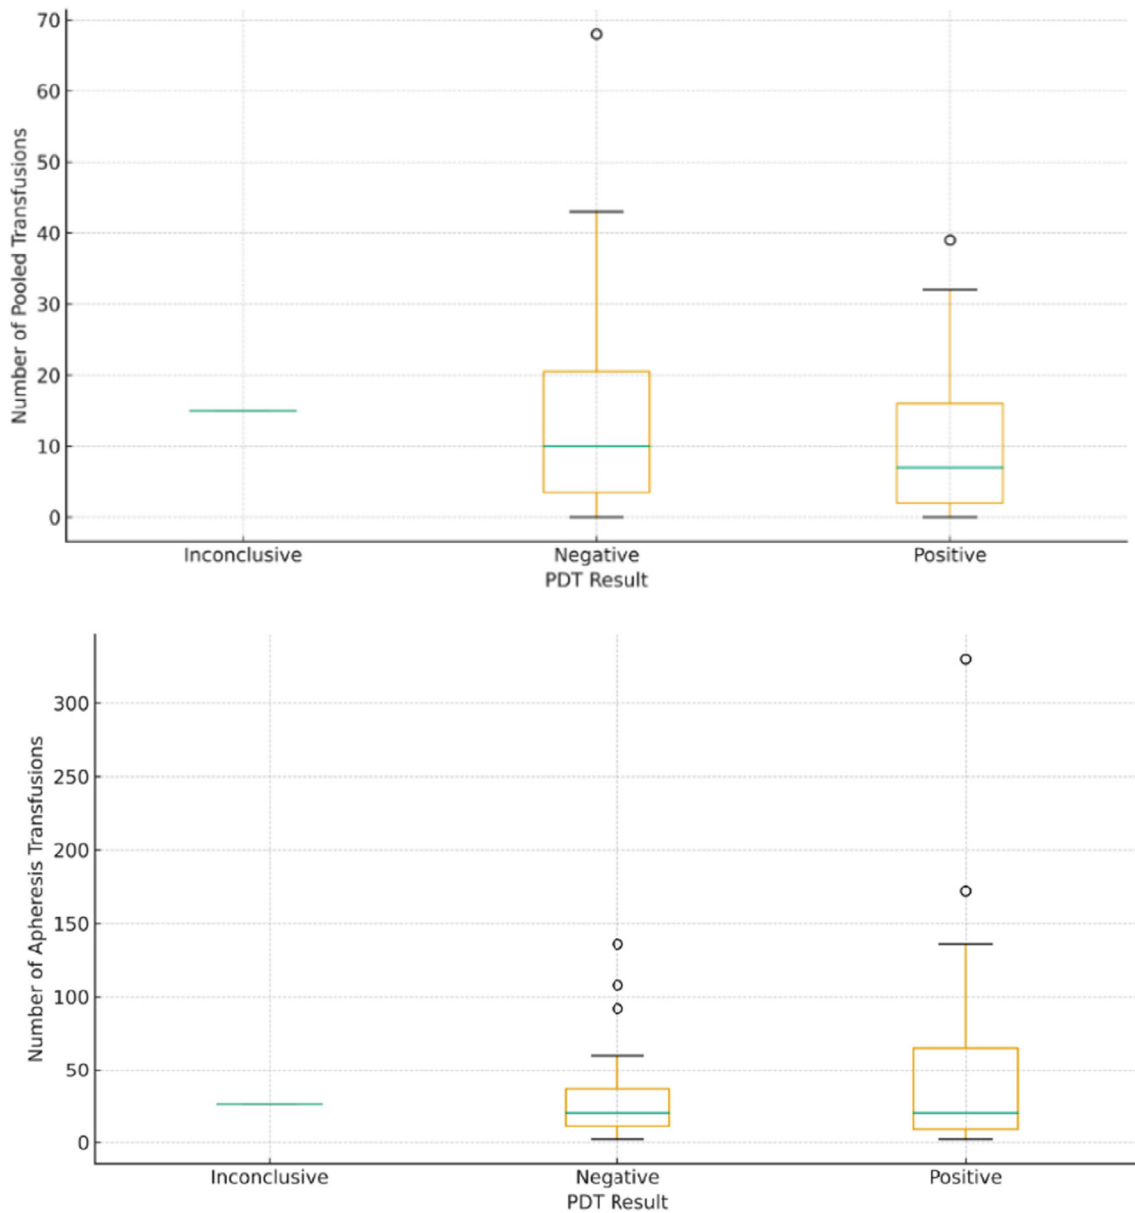 70
60
50
40
30
20
10
0
Number of Pooled Transfusions
Inconclusive Negative Positive
PDT Result
300
250
200
150
100
50
0
Number of Apheresis Transfusions
Inconclusive Negative Positive
PDT Result